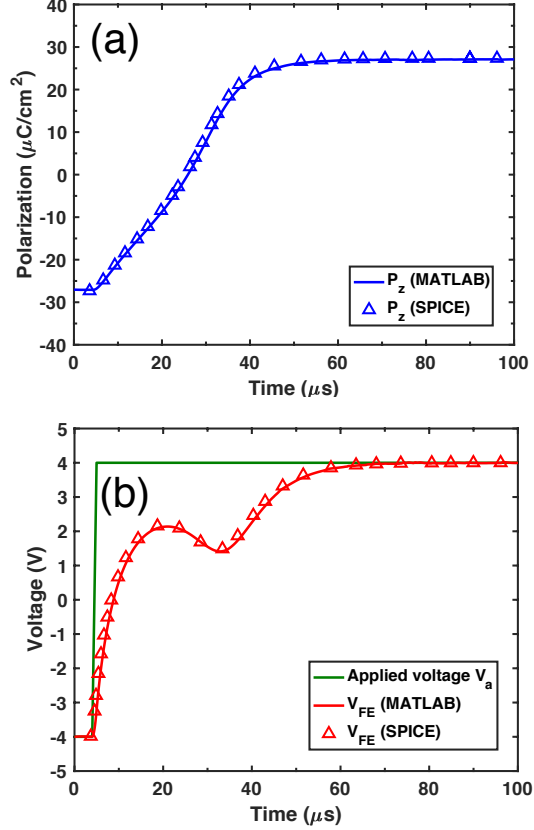 (a)
40
30
20
10
0
-10
-20
-30
-40
Polarization (μC/cm²)
P_z (MATLAB)
P_z (SPICE)
0 20 40 60 80 100
Time (μs)
(b)
5
4
3
2
1
0
-1
-2
-3
-4
-5
Voltage (V)
Applied voltage V_a
V_FE (MATLAB)
V_FE (SPICE)
0 20 40 60 80 100
Time (μs)